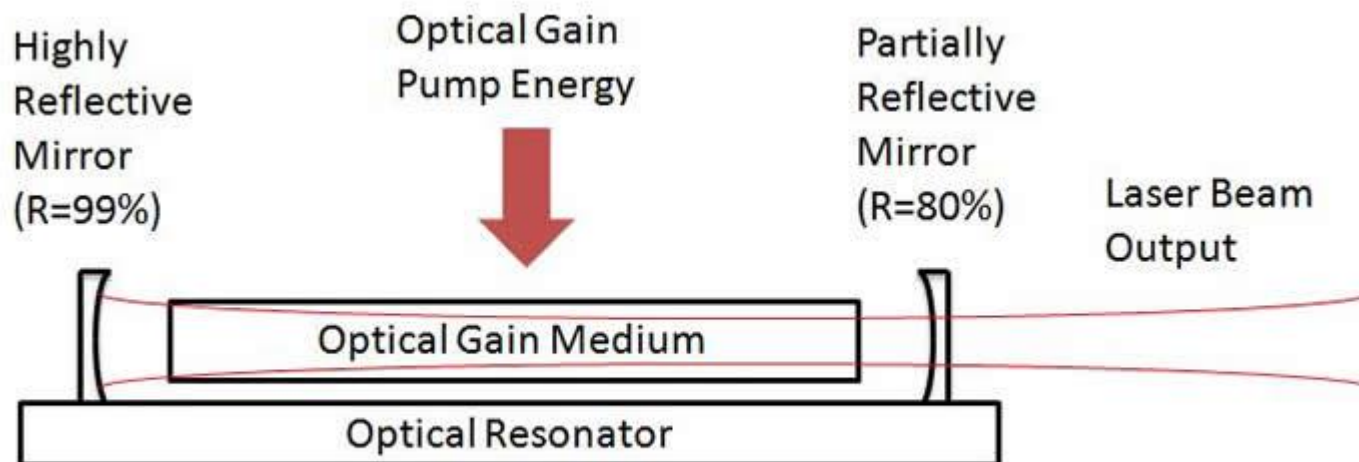 Highly
Reflective
Mirror
(R=99%)
Optical Gain
Pump Energy
Partially
Reflective
Mirror
(R=80%)
Laser Beam
Output
Optical Gain Medium
Optical Resonator